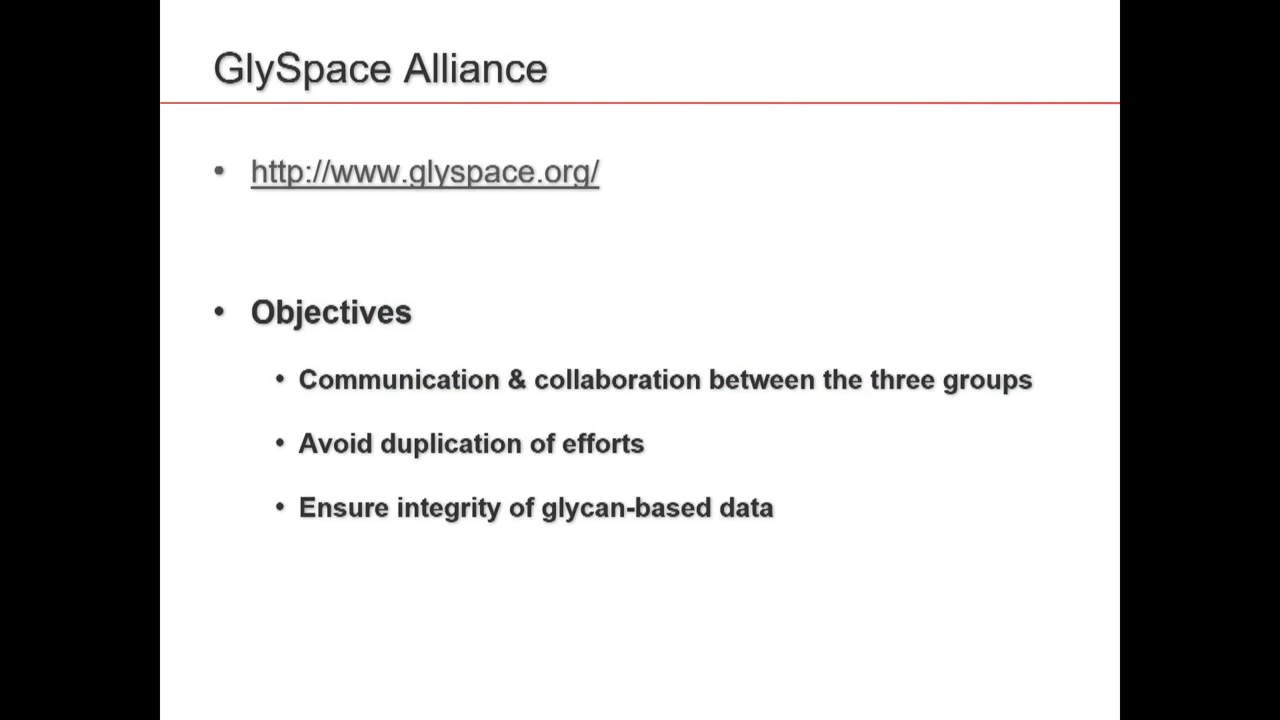 GlySpace Alliance
• http://www.glyspace.org/
• Objectives
• Communication & collaboration between the three groups
• Avoid duplication of efforts
• Ensure integrity of glycan-based data